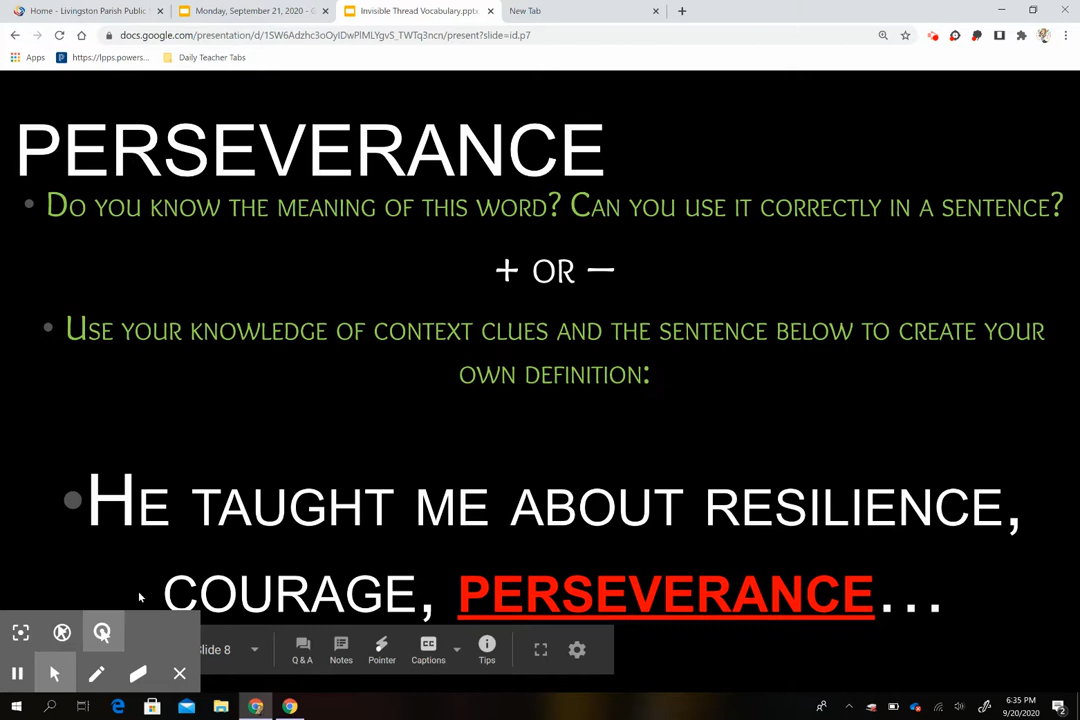 Home - Livingston Parish Public
Monday, September 21, 2020 - G
Invisible Thread Vocabulary.pptx
New Tab
docs.google.com/presentation/d/1SW6Adzhc3oOyIDwPlMLYgvS_TWTq3ncn/present?slide=id.p7
Apps
https://lpps.powers...
Daily Teacher Tabs
PERSEVERANCE
• Do you know the meaning of this word? Can you use it correctly in a sentence?
+ or –
• Use your knowledge of context clues and the sentence below to create your
own definition:
• He taught me about resilience,
courage, perseverance...
Slide 8
Q & A
Notes
Pointer
Captions
Tips
6:35 PM
9/20/2020
2